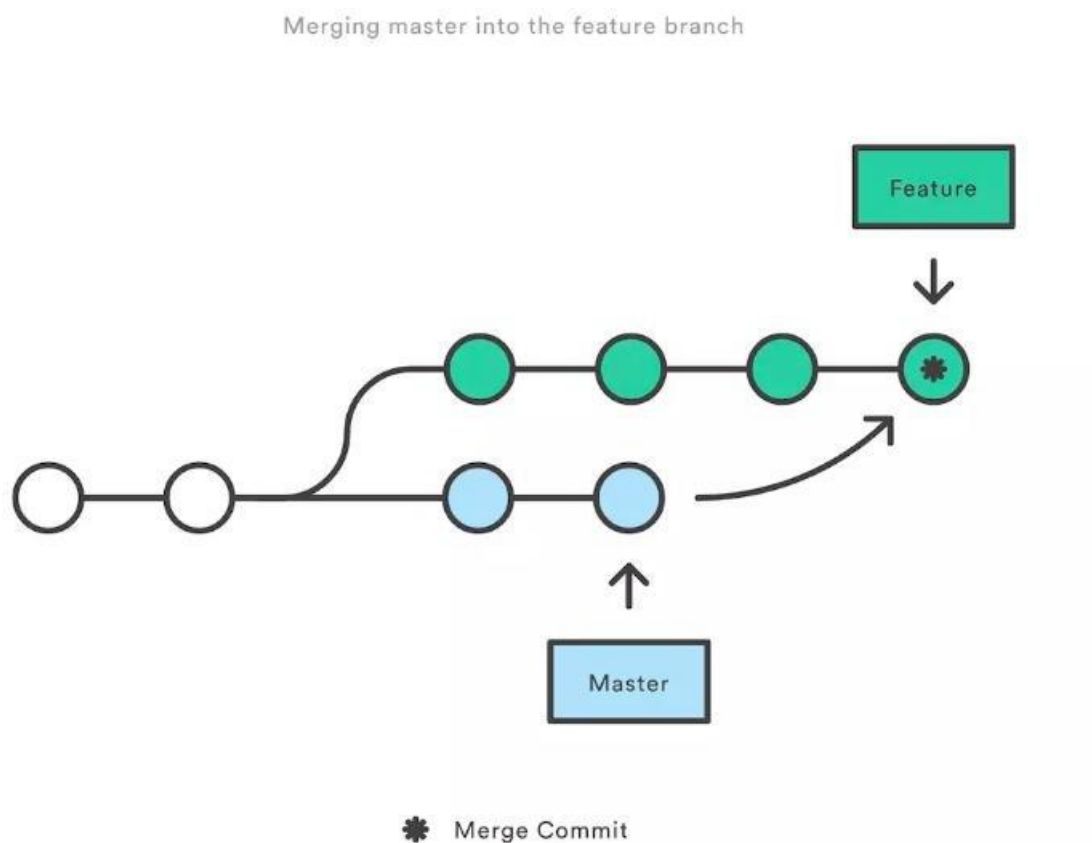 Merging master into the feature branch
Feature
Master
Merge Commit